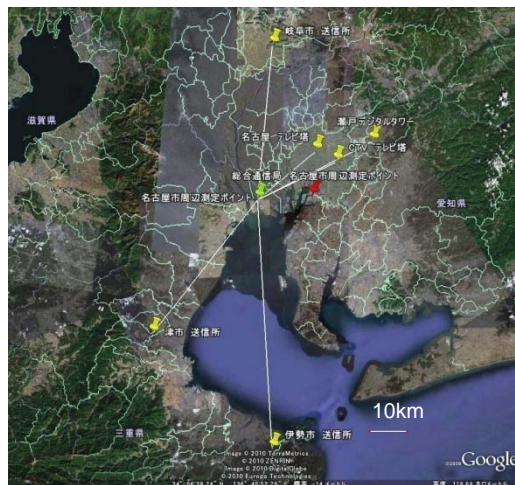 岐阜市 送信所
滋賀県
瀬戸デジタルタワー
名古屋 テレビ塔
CTV テレビ塔
総合通信局 名古屋市周辺測定ポイント
名古屋市周辺測定ポイント
愛知県
津市 送信所
10km
三重県
伊勢市 送信所
Image © 2010 TerraMetrics
© 2010 ZENRIN
Image © 2010 DigitalGlobe
© 2010 Europa Technologies
©2009 Google